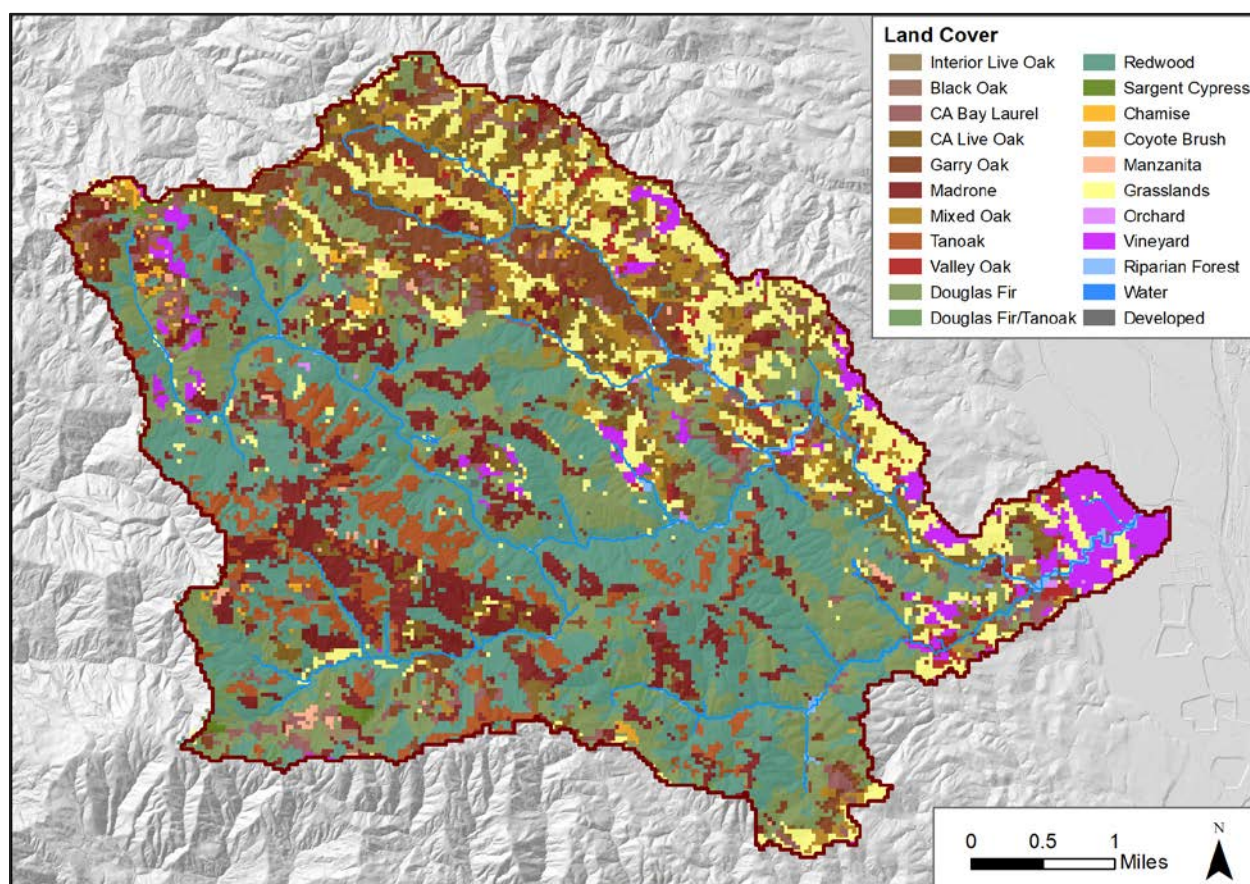 Land Cover
Interior Live Oak
Black Oak
CA Bay Laurel
CA Live Oak
Garry Oak
Madrone
Mixed Oak
Tanoak
Valley Oak
Douglas Fir
Douglas Fir/Tanoak
Redwood
Sargent Cypress
Chamise
Coyote Brush
Manzanita
Grasslands
Orchard
Vineyard
Riparian Forest
Water
Developed
N
0 0.5 1
Miles